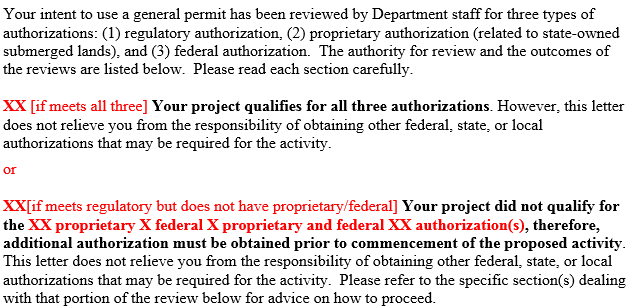 Your intent to use a general permit has been reviewed by Department staff for three types of
authorizations: (1) regulatory authorization, (2) proprietary authorization (related to state-owned
submerged lands), and (3) federal authorization.  The authority for review and the outcomes of
the reviews are listed below.  Please read each section carefully.
XX [if meets all three] Your project qualifies for all three authorizations. However, this letter
does not relieve you from the responsibility of obtaining other federal, state, or local
authorizations that may be required for the activity.
or
XX[if meets regulatory but does not have proprietary/federal] Your project did not qualify for
the XX proprietary X federal X proprietary and federal XX authorization(s), therefore,
additional authorization must be obtained prior to commencement of the proposed activity.
This letter does not relieve you from the responsibility of obtaining other federal, state, or local
authorizations that may be required for the activity.  Please refer to the specific section(s) dealing
with that portion of the review below for advice on how to proceed.